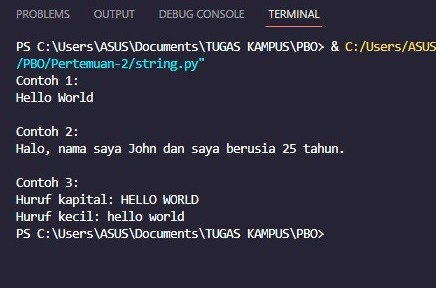 PROBLEMS OUTPUT DEBUG CONSOLE TERMINAL
PS C:\Users\ASUS\Documents\TUGAS KAMPUS\PBO> & C:/Users/ASUS
/PBO/Pertemuan-2/string.py"
Contoh 1:
Hello World
Contoh 2:
Halo, nama saya John dan saya berusia 25 tahun.
Contoh 3:
Huruf kapital: HELLO WORLD
Huruf kecil: hello world
PS C:\Users\ASUS\Documents\TUGAS KAMPUS\PBO>